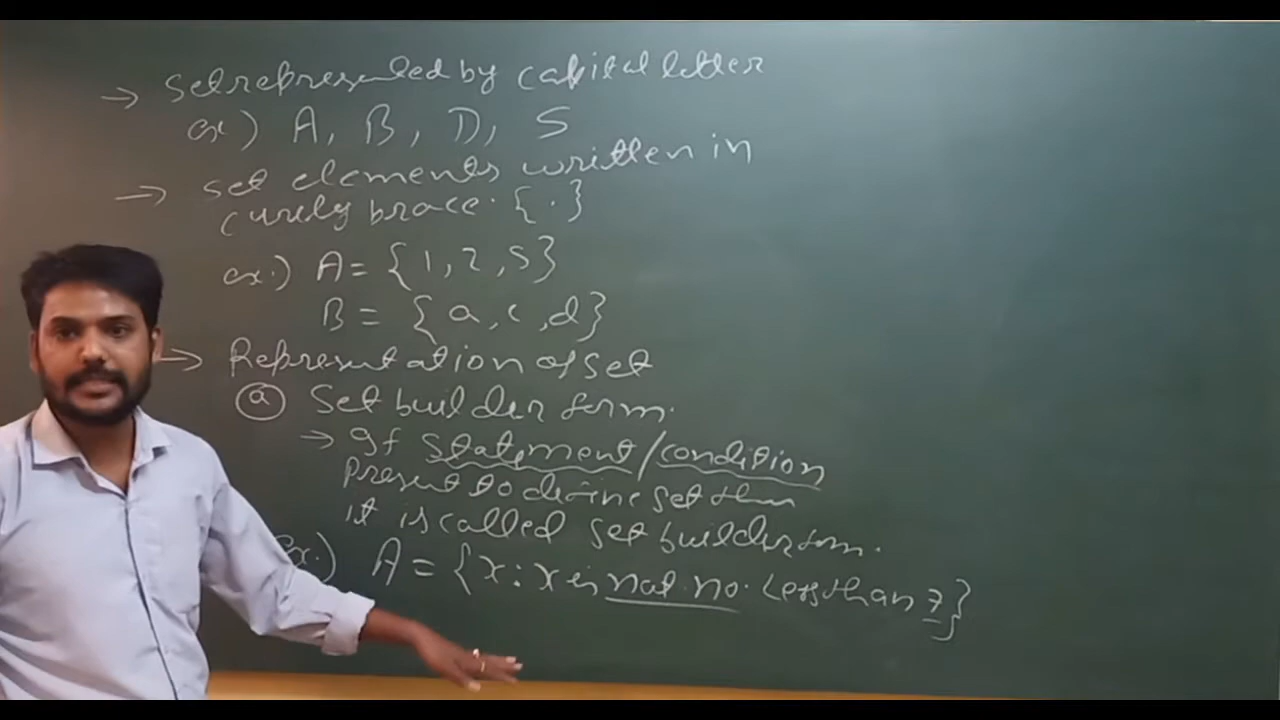 → Set represented by capital letter
ex) A, B, D, S
→ set elements written in
curely brace. { . }
ex.) A = {1, 2, 5}
B = {a, c, d}
→ Representation of set
ⓐ Set builder form.
→ If statement/condition
present to define set then
it is called set builder form.
Ex.) A = {x : x is nat. no. Less than 7}